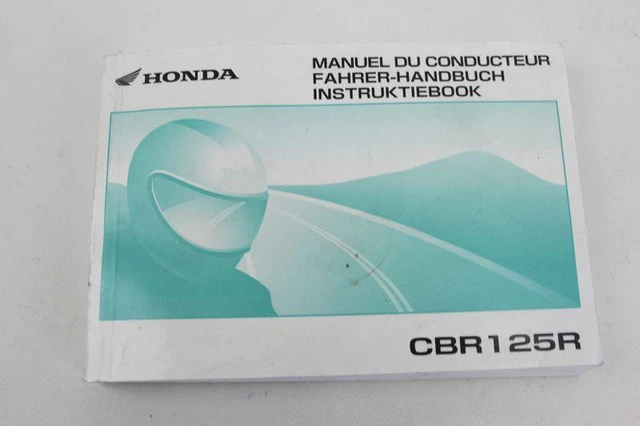 HONDA
MANUEL DU CONDUCTEUR
FAHRER-HANDBUCH
INSTRUKTIEBOOK
CBR125R